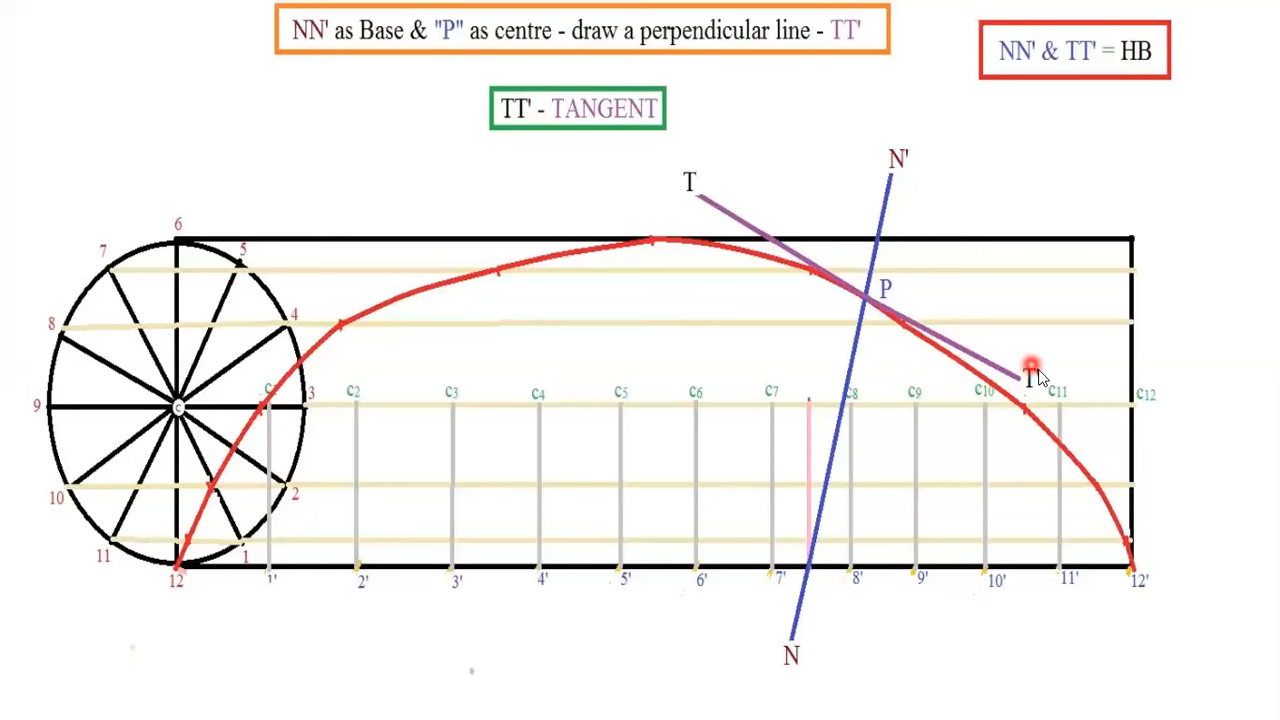 NN' as Base & "P" as centre - draw a perpendicular line - TT'
NN' & TT' = HB
TT' - TANGENT
N'
T
6
7
5
P
4
8
T'
9
C
3
c2
c3
c4
c5
c6
c7
c8
c9
c10
c11
c12
10
2
11
1
12
1'
2'
3'
4'
5'
6'
7'
8'
9'
10'
11'
12'
N